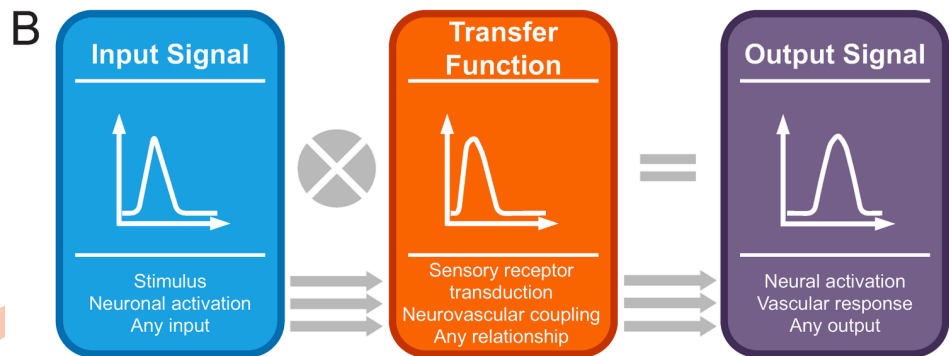 B
Input Signal
Stimulus
Neuronal activation
Any input
Transfer
Function
Sensory receptor
transduction
Neurovascular coupling
Any relationship
Output Signal
Neural activation
Vascular response
Any output